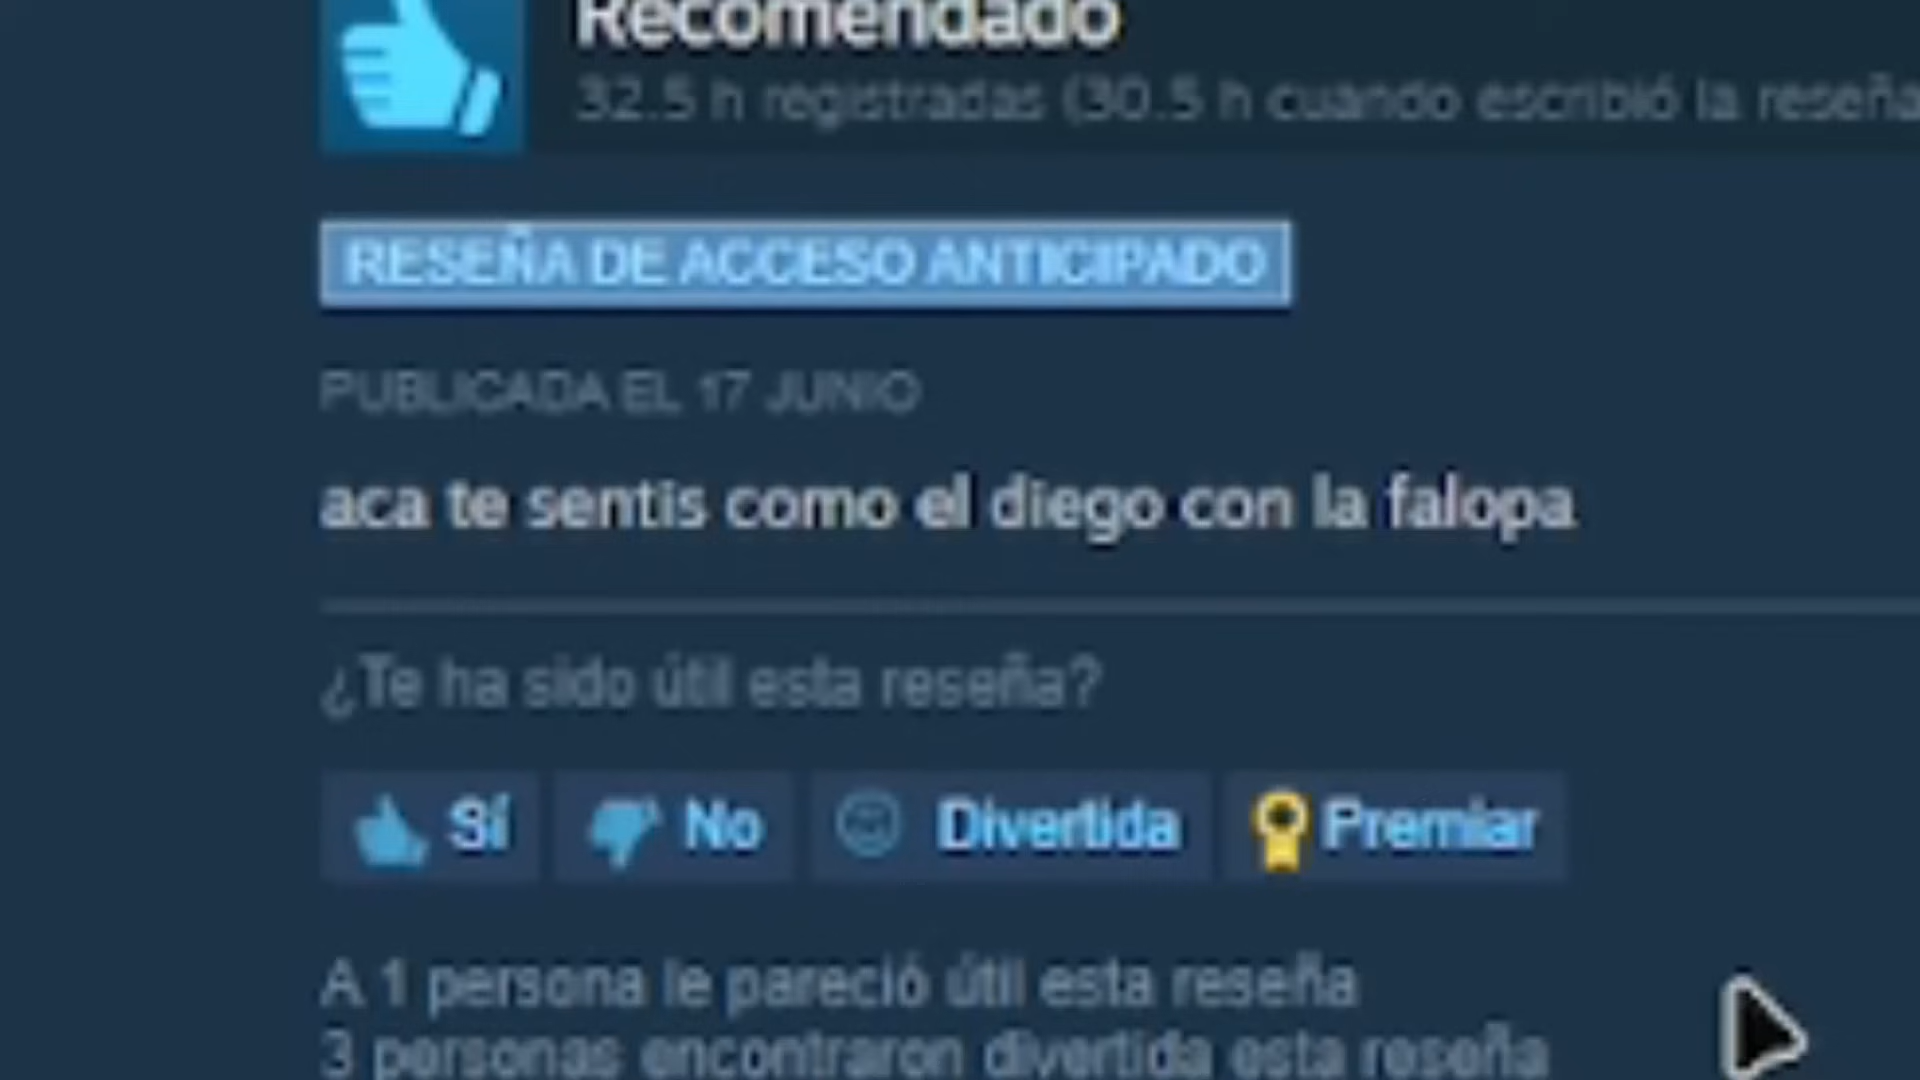 Recomendado
32.5 h registradas (30.5 h cuando escribió la reseña
RESEÑA DE ACCESO ANTICIPADO
PUBLICADA EL 17 JUNIO
aca te sentis como el diego con la falopa
¿Te ha sido útil esta reseña?
Sí No Divertida Premiar
A 1 persona le pareció útil esta reseña
3 personas encontraron divertida esta reseña